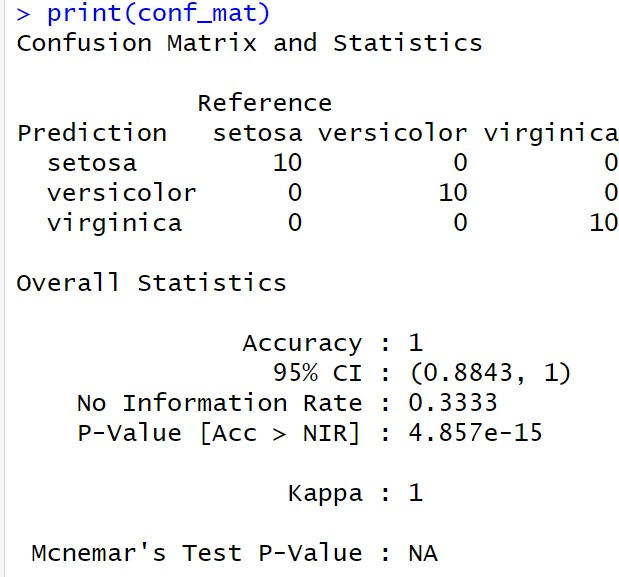 > print(conf_mat)
Confusion Matrix and Statistics
Reference
Prediction setosa versicolor virginica
setosa 10 0 0
versicolor 0 10 0
virginica 0 0 10
Overall Statistics
Accuracy : 1
95% CI : (0.8843, 1)
No Information Rate : 0.3333
P-Value [Acc > NIR] : 4.857e-15
Kappa : 1
Mcnemar's Test P-Value : NA